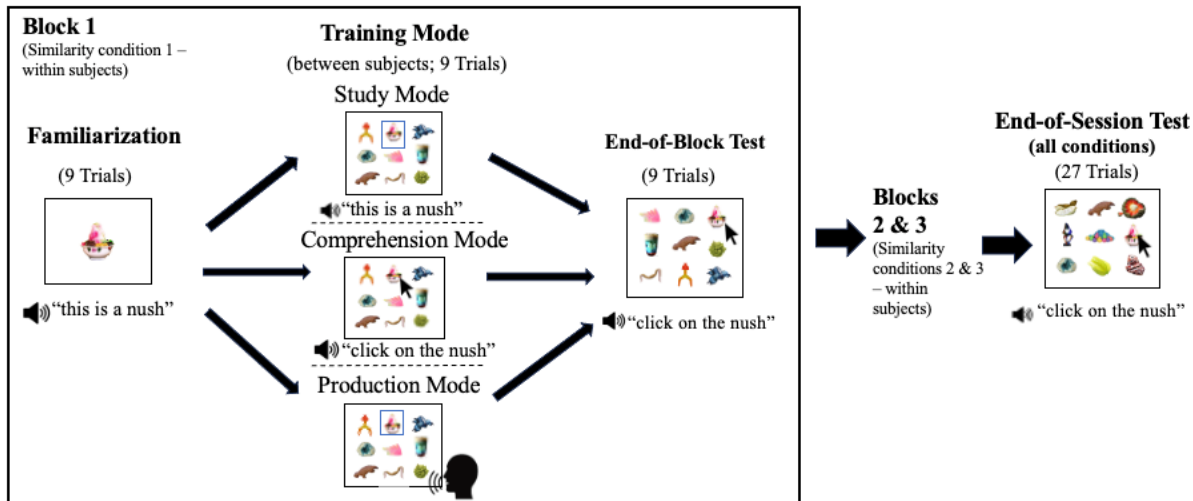 Block 1
(Similarity condition 1 –
within subjects)
Training Mode
(between subjects; 9 Trials)
Study Mode
"this is a nush"
Comprehension Mode
"click on the nush"
Production Mode
Familiarization
(9 Trials)
"this is a nush"
End-of-Block Test
(9 Trials)
"click on the nush"
Blocks
2 & 3
(Similarity
conditions 2 & 3
– within
subjects)
End-of-Session Test
(all conditions)
(27 Trials)
"click on the nush"